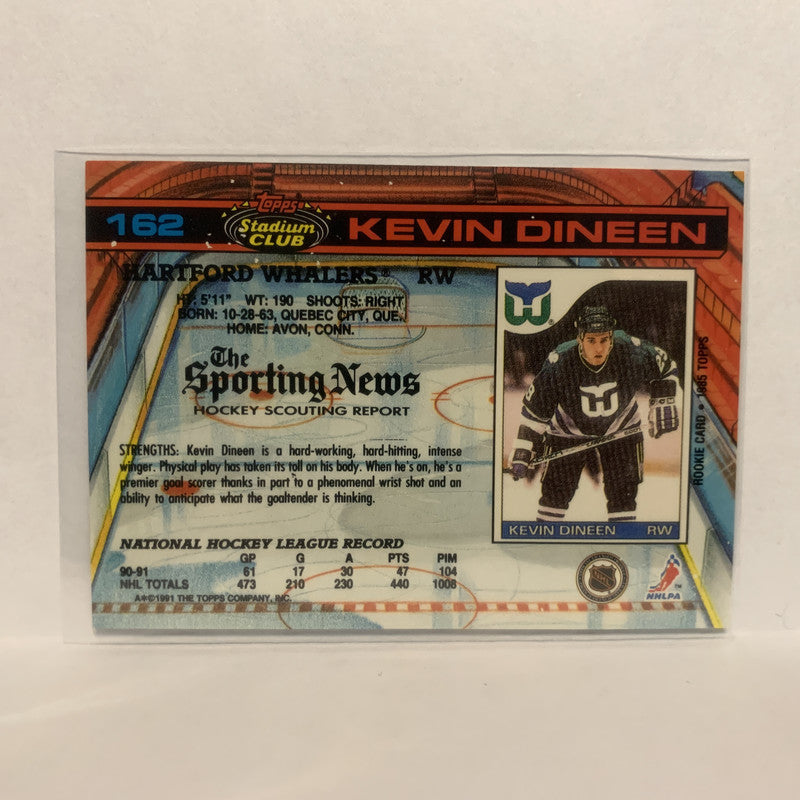 162
Topps
Stadium
CLUB
KEVIN DINEEN
HARTFORD WHALERS® RW
HT: 5'11" WT: 190 SHOOTS: RIGHT
BORN: 10-28-63, QUEBEC CITY, QUE.
HOME: AVON, CONN.
The
Sporting News
HOCKEY SCOUTING REPORT
STRENGTHS: Kevin Dineen is a hard-working, hard-hitting, intense
winger. Physical play has taken its toll on his body. When he's on, he's a
premier goal scorer thanks in part to a phenomenal wrist shot and an
ability to anticipate what the goaltender is thinking.
NATIONAL HOCKEY LEAGUE RECORD
GP G A PTS PIM
90-91 61 17 30 47 104
NHL TOTALS 473 210 230 440 1008
A*©1991 THE TOPPS COMPANY, INC.
KEVIN DINEEN RW
ROOKIE CARD • 1985 TOPPS
NHL
NHLPA
TM